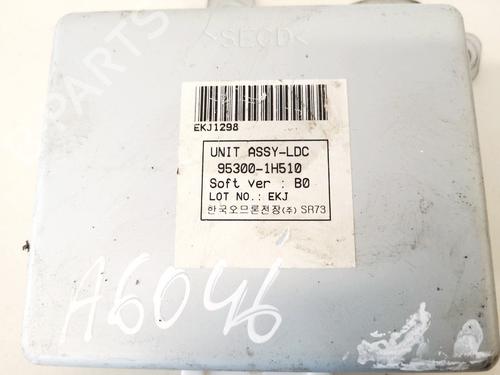 >SECD<
EKJ1298
UNIT ASSY-LDC
95300-1H510
Soft ver : B0
LOT NO.: EKJ
한국오므론전장(주) SR73
A6046